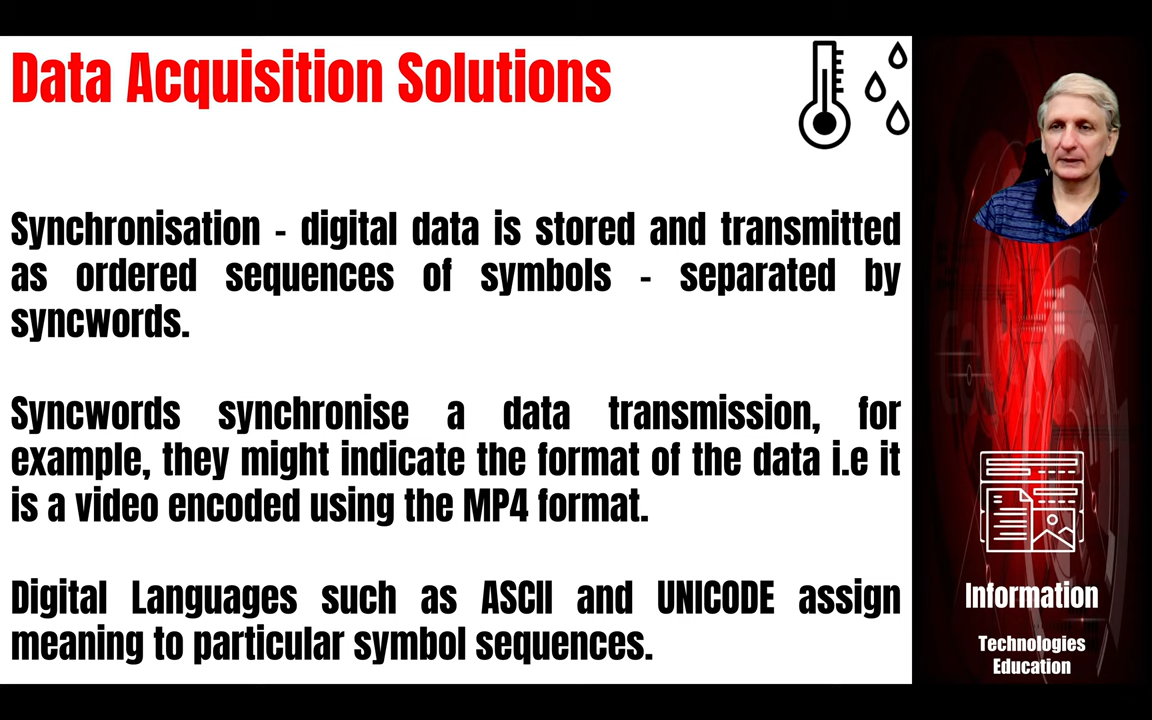 Data Acquisition Solutions
Synchronisation - digital data is stored and transmitted
as ordered sequences of symbols - separated by
syncwords.
Syncwords synchronise a data transmission, for
example, they might indicate the format of the data i.e it
is a video encoded using the MP4 format.
Digital Languages such as ASCII and UNICODE assign
meaning to particular symbol sequences.
Information
Technologies
Education